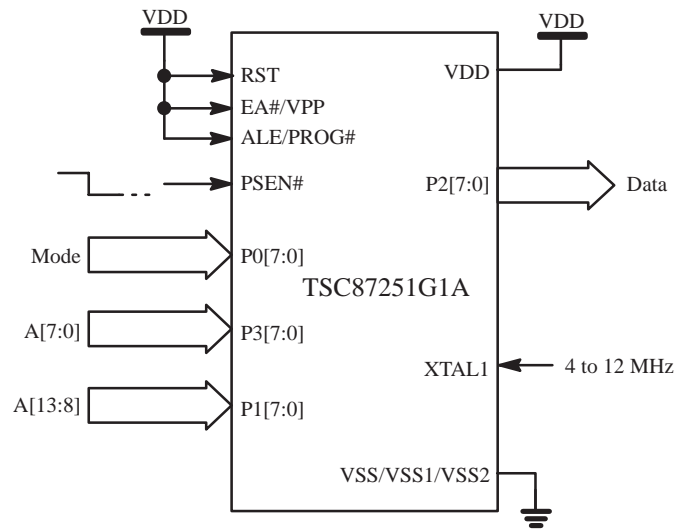 VDD
VDD
RST
VDD
EA#/VPP
ALE/PROG#
PSEN#
P2[7:0]
Data
Mode
P0[7:0]
TSC87251G1A
A[7:0]
P3[7:0]
XTAL1
4 to 12 MHz
A[13:8]
P1[7:0]
VSS/VSS1/VSS2